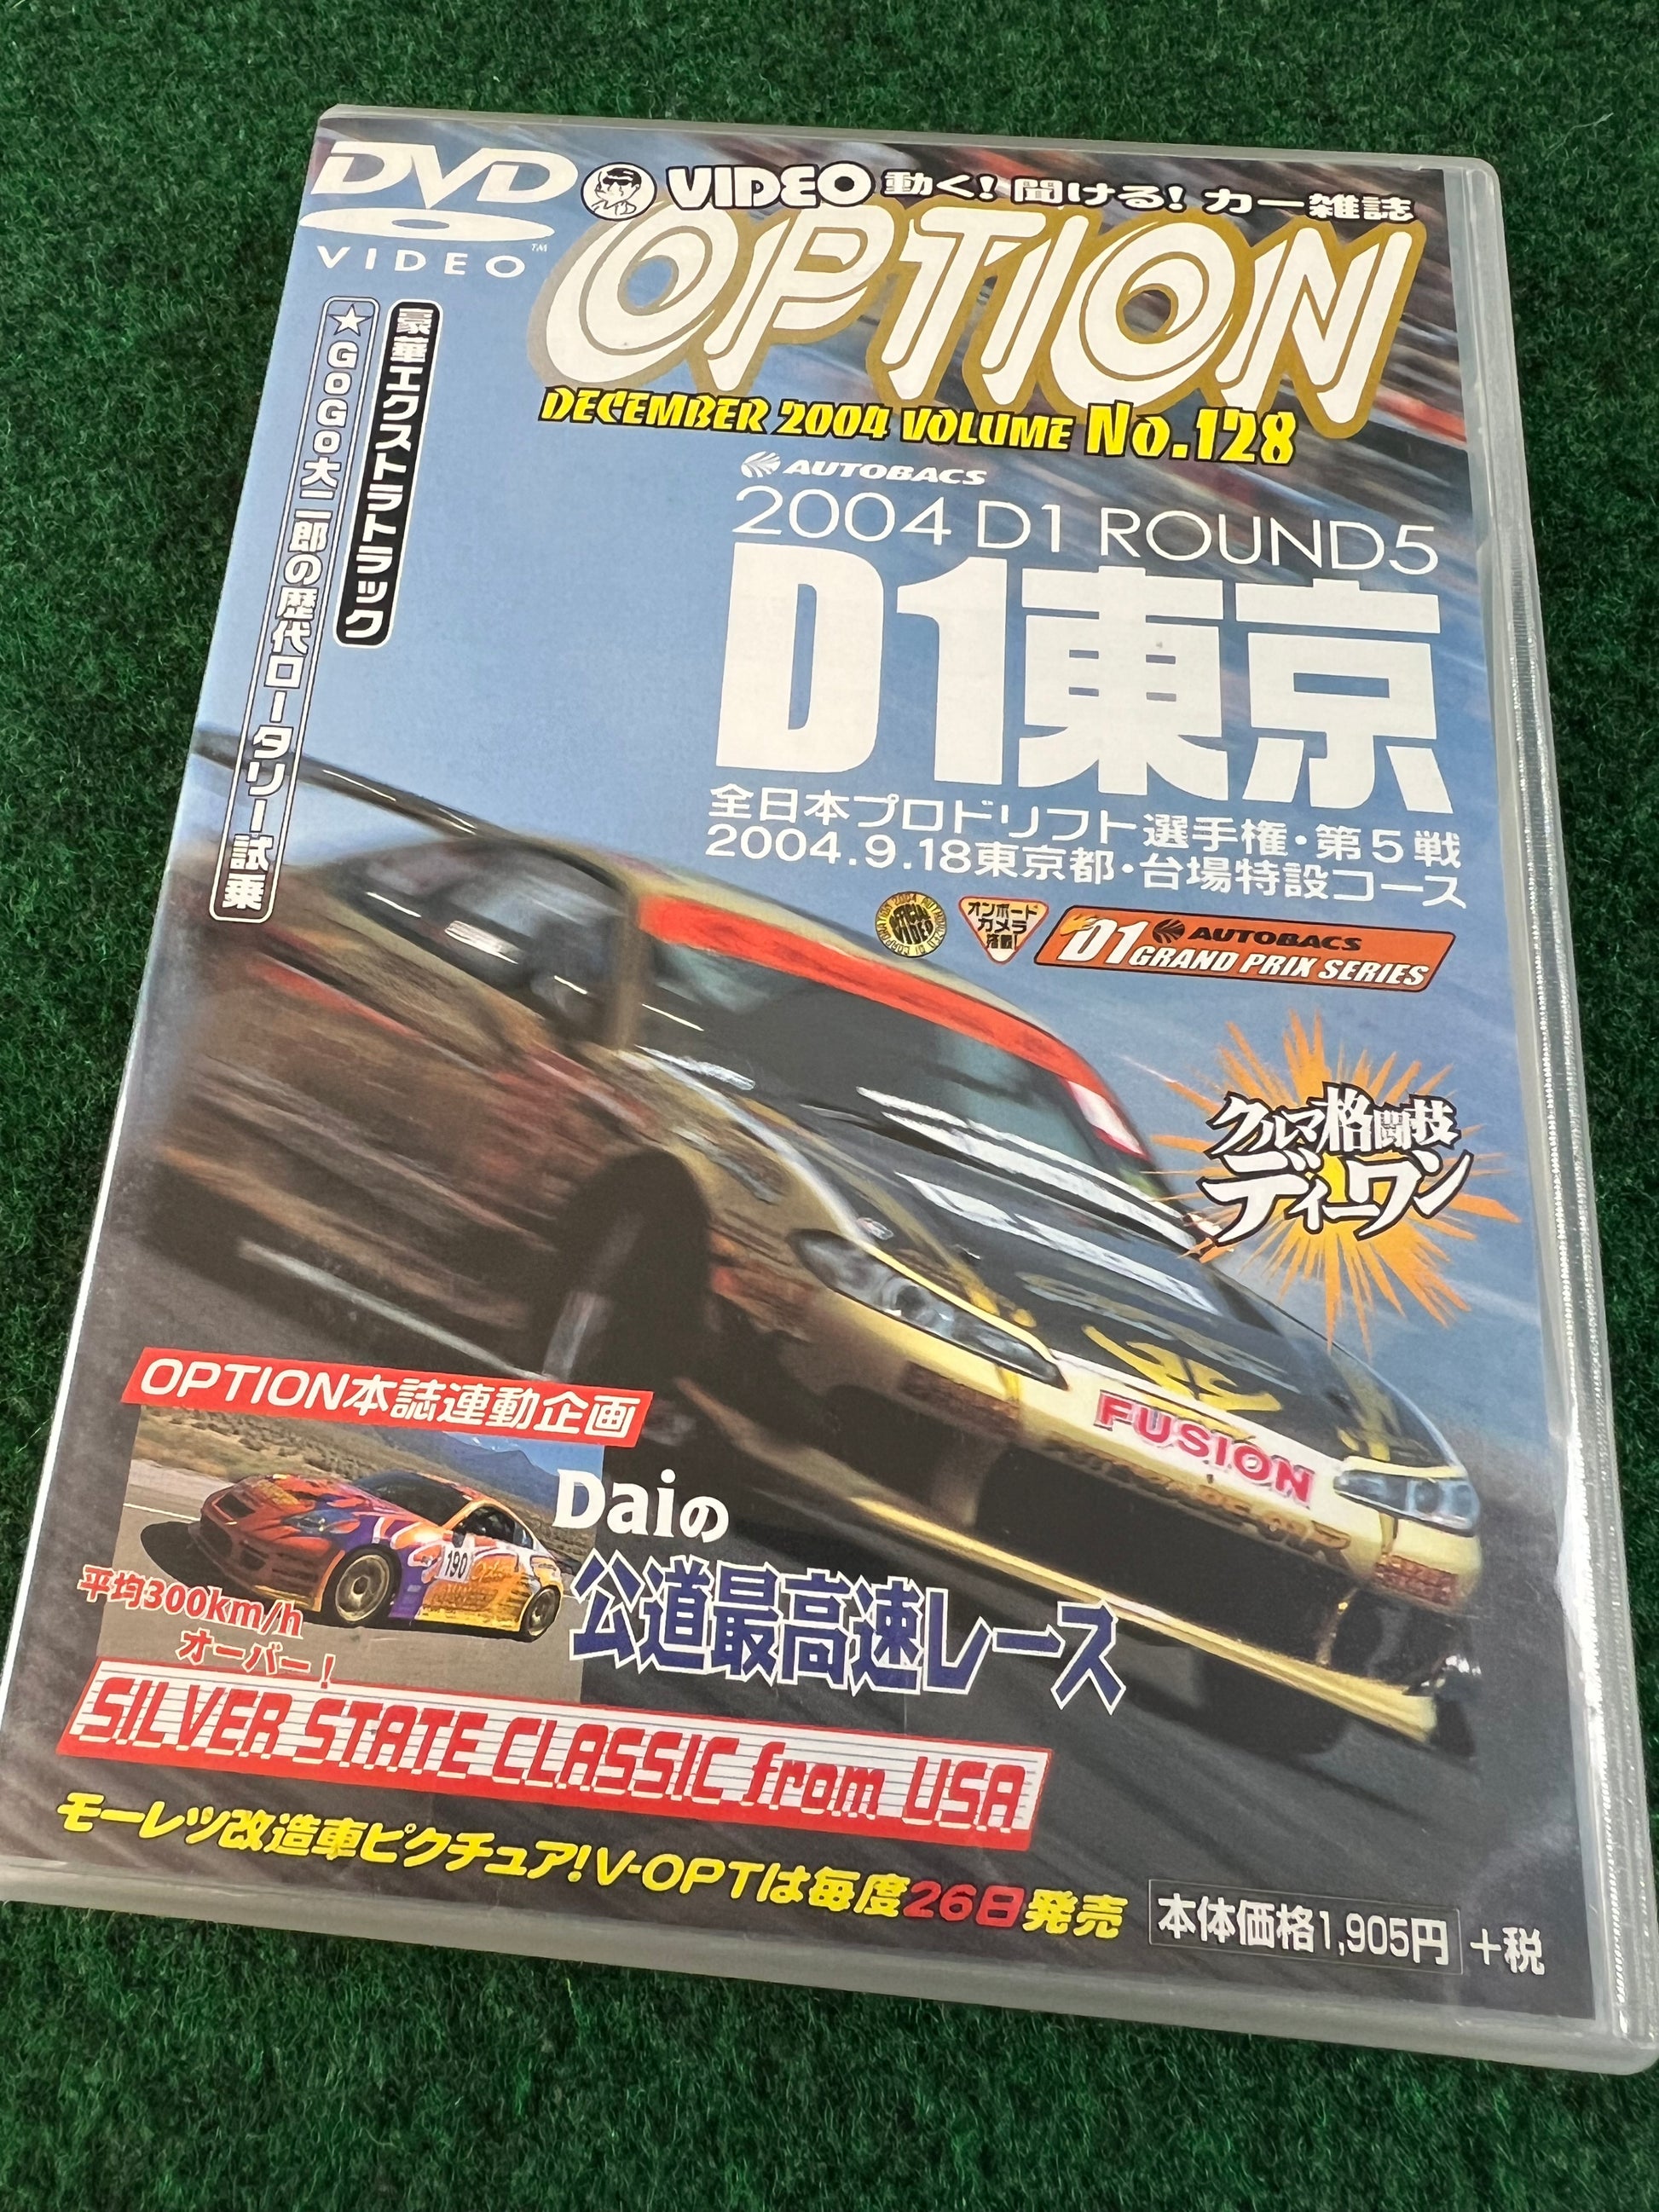 DVD
VIDEO
TM
VIDEO 動く! 聞ける! カー雑誌
OPTION
DECEMBER 2004 VOLUME No.128
豪華エクストラトラック
★GOGO大二郎の歴代ロータリー試乗
AUTOBACS
2004 D1 ROUND5
D1東京
全日本プロドリフト選手権・第5戦
2004.9.18東京都・台場特設コース
オンボード
カメラ
搭載!
D1 AUTOBACS
GRAND PRIX SERIES
クルマ格闘技
ディーワン
FUSION
OPTION本誌連動企画
190
Daiの
公道最高速レース
平均300km/h
オーバー!
SILVER STATE CLASSIC from USA
モーレツ改造車ピクチュア!V-OPTは毎度26日発売
本体価格1,905円 +税